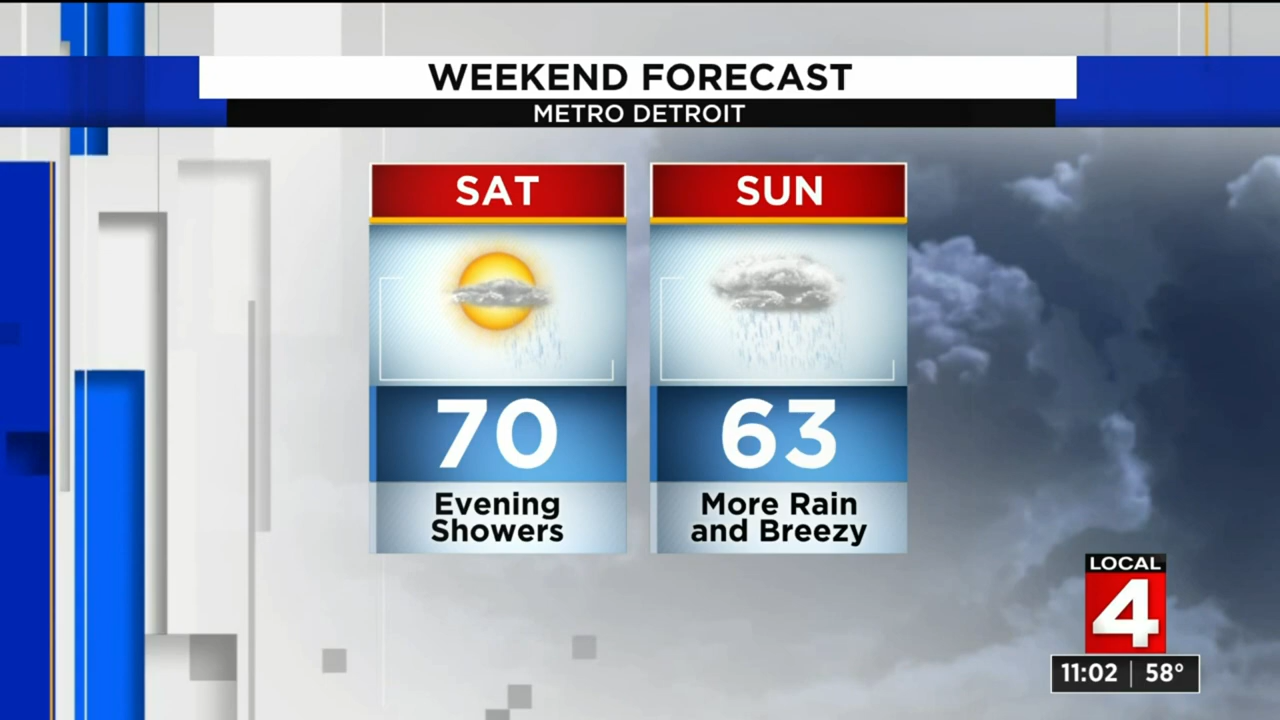 WEEKEND FORECAST
METRO DETROIT
SAT
70
Evening
Showers
SUN
63
More Rain
and Breezy
LOCAL
4
11:02 | 58°